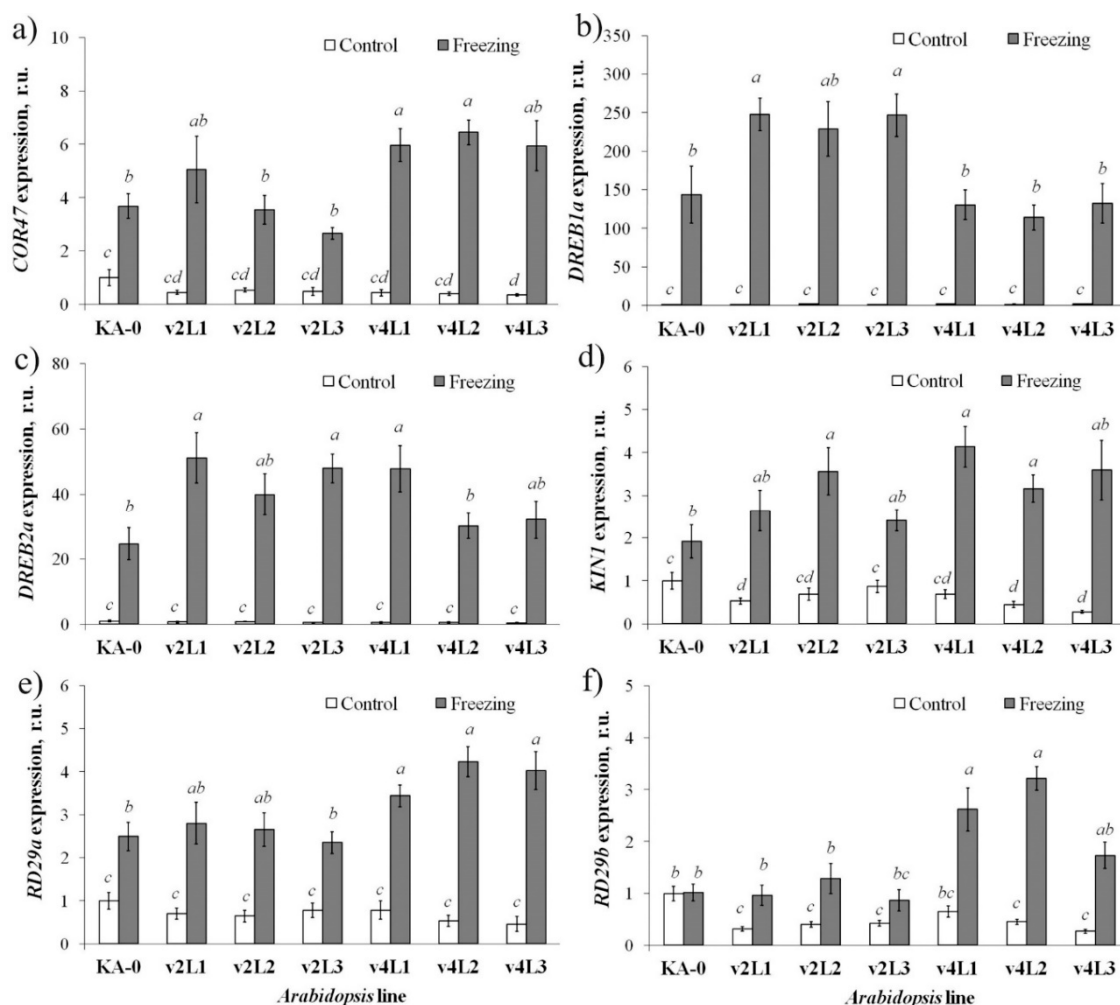 a)
COR47 expression, r.u.
10
8
6
4
2
0
Control
Freezing
c
b
cd
ab
cd
b
cd
b
cd
a
cd
a
d
ab
KA-0 v2L1 v2L2 v2L3 v4L1 v4L2 v4L3
b)
DREB1a expression, r.u.
350
300
250
200
150
100
50
0
Control
Freezing
c
b
c
a
c
ab
c
a
c
b
c
b
c
b
KA-0 v2L1 v2L2 v2L3 v4L1 v4L2 v4L3
c)
DREB2a expression, r.u.
80
60
40
20
0
Control
Freezing
c
b
c
a
c
ab
c
a
c
a
c
b
c
ab
KA-0 v2L1 v2L2 v2L3 v4L1 v4L2 v4L3
d)
KIN1 expression, r.u.
6
5
4
3
2
1
0
Control
Freezing
c
b
d
ab
cd
a
c
ab
cd
a
d
a
d
ab
KA-0 v2L1 v2L2 v2L3 v4L1 v4L2 v4L3
e)
RD29a expression, r.u.
6
5
4
3
2
1
0
Control
Freezing
c
b
c
ab
c
ab
c
b
c
a
c
a
c
a
KA-0 v2L1 v2L2 v2L3 v4L1 v4L2 v4L3
Arabidopsis line
f)
RD29b expression, r.u.
5
4
3
2
1
0
Control
Freezing
b
b
c
b
c
b
c
bc
bc
a
c
a
c
ab
KA-0 v2L1 v2L2 v2L3 v4L1 v4L2 v4L3
Arabidopsis line